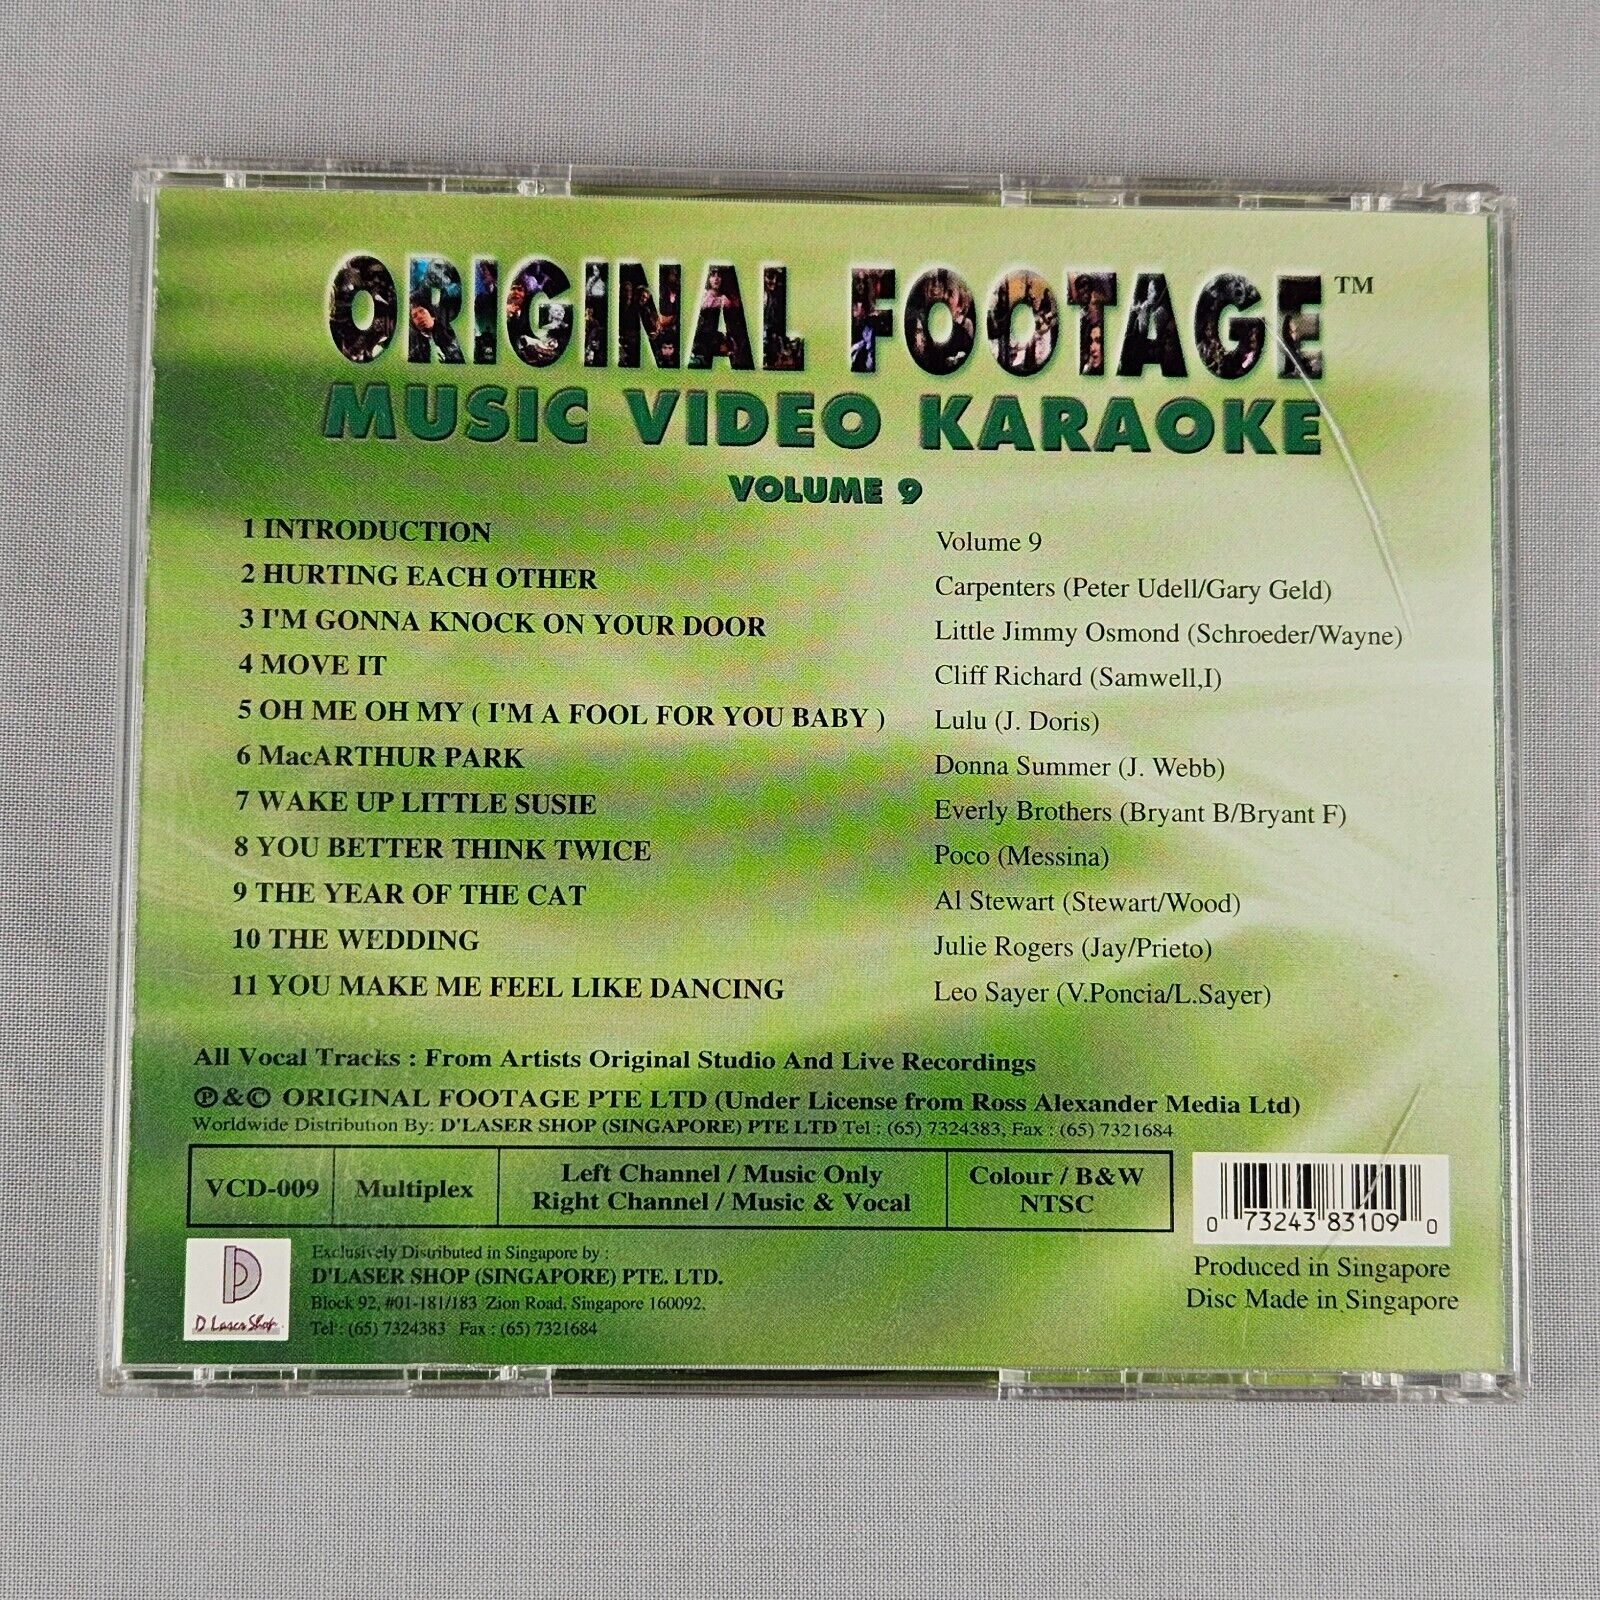 ORIGINAL FOOTAGE™
MUSIC VIDEO KARAOKE
VOLUME 9
1 INTRODUCTION Volume 9
2 HURTING EACH OTHER Carpenters (Peter Udell/Gary Geld)
3 I'M GONNA KNOCK ON YOUR DOOR Little Jimmy Osmond (Schroeder/Wayne)
4 MOVE IT Cliff Richard (Samwell,I)
5 OH ME OH MY ( I'M A FOOL FOR YOU BABY ) Lulu (J. Doris)
6 MacARTHUR PARK Donna Summer (J. Webb)
7 WAKE UP LITTLE SUSIE Everly Brothers (Bryant B/Bryant F)
8 YOU BETTER THINK TWICE Poco (Messina)
9 THE YEAR OF THE CAT Al Stewart (Stewart/Wood)
10 THE WEDDING Julie Rogers (Jay/Prieto)
11 YOU MAKE ME FEEL LIKE DANCING Leo Sayer (V.Poncia/L.Sayer)
All Vocal Tracks : From Artists Original Studio And Live Recordings
℗&© ORIGINAL FOOTAGE PTE LTD (Under License from Ross Alexander Media Ltd)
Worldwide Distribution By: D'LASER SHOP (SINGAPORE) PTE LTD Tel : (65) 7324383, Fax : (65) 7321684
VCD-009 Multiplex Left Channel / Music Only Colour / B&W
Right Channel / Music & Vocal NTSC
0 73243 83109 0
D Laser Shop.
Exclusively Distributed in Singapore by :
D'LASER SHOP (SINGAPORE) PTE. LTD.
Block 92, #01-181/183 Zion Road, Singapore 160092.
Tel : (65) 7324383 Fax : (65) 7321684
Produced in Singapore
Disc Made in Singapore